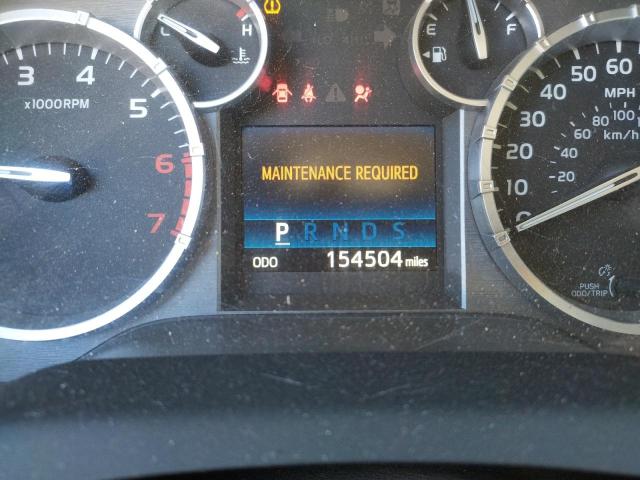 C H
E F
3 4 5 6 7
x1000RPM
MAINTENANCE REQUIRED
P R N D S
ODO 154504 miles
60
50
MPH
40
100
30
80
60
km/h
20
40
10
20
0
PUSH
ODO/TRIP